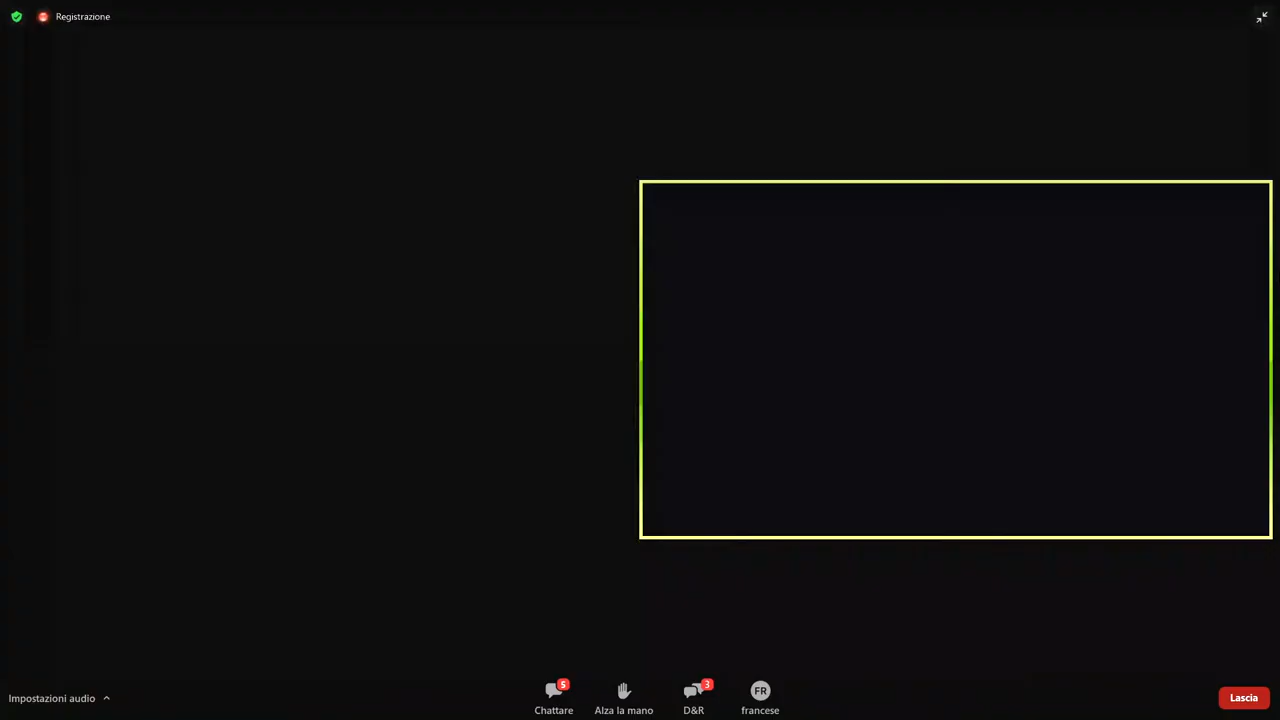 Registrazione
Impostazioni audio
5
Chattare
Alza la mano
3
D&R
FR
francese
Lascia